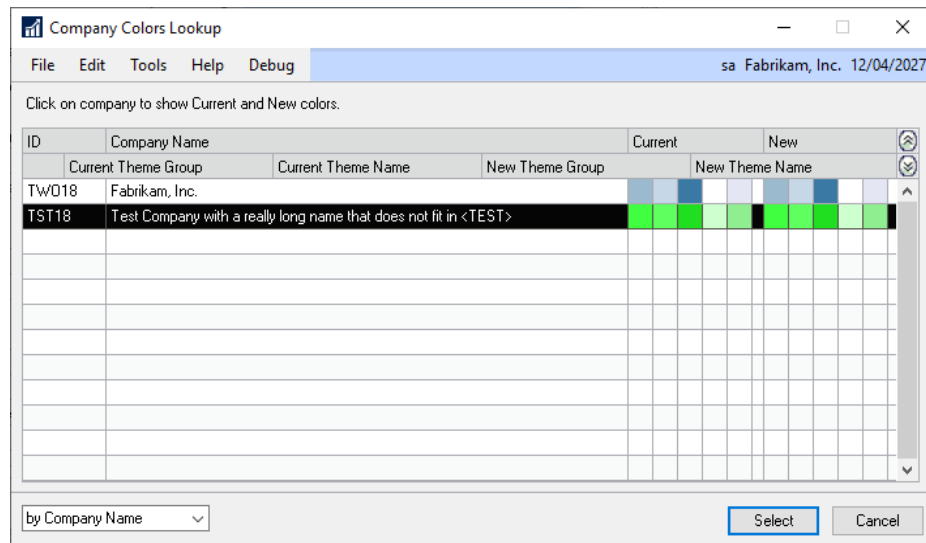 Company Colors Lookup
File Edit Tools Help Debug sa Fabrikam, Inc. 12/04/2027
Click on company to show Current and New colors.
ID Company Name Current New
Current Theme Group Current Theme Name New Theme Group New Theme Name
TWO18 Fabrikam, Inc.
TST18 Test Company with a really long name that does not fit in <TEST>
by Company Name Select Cancel